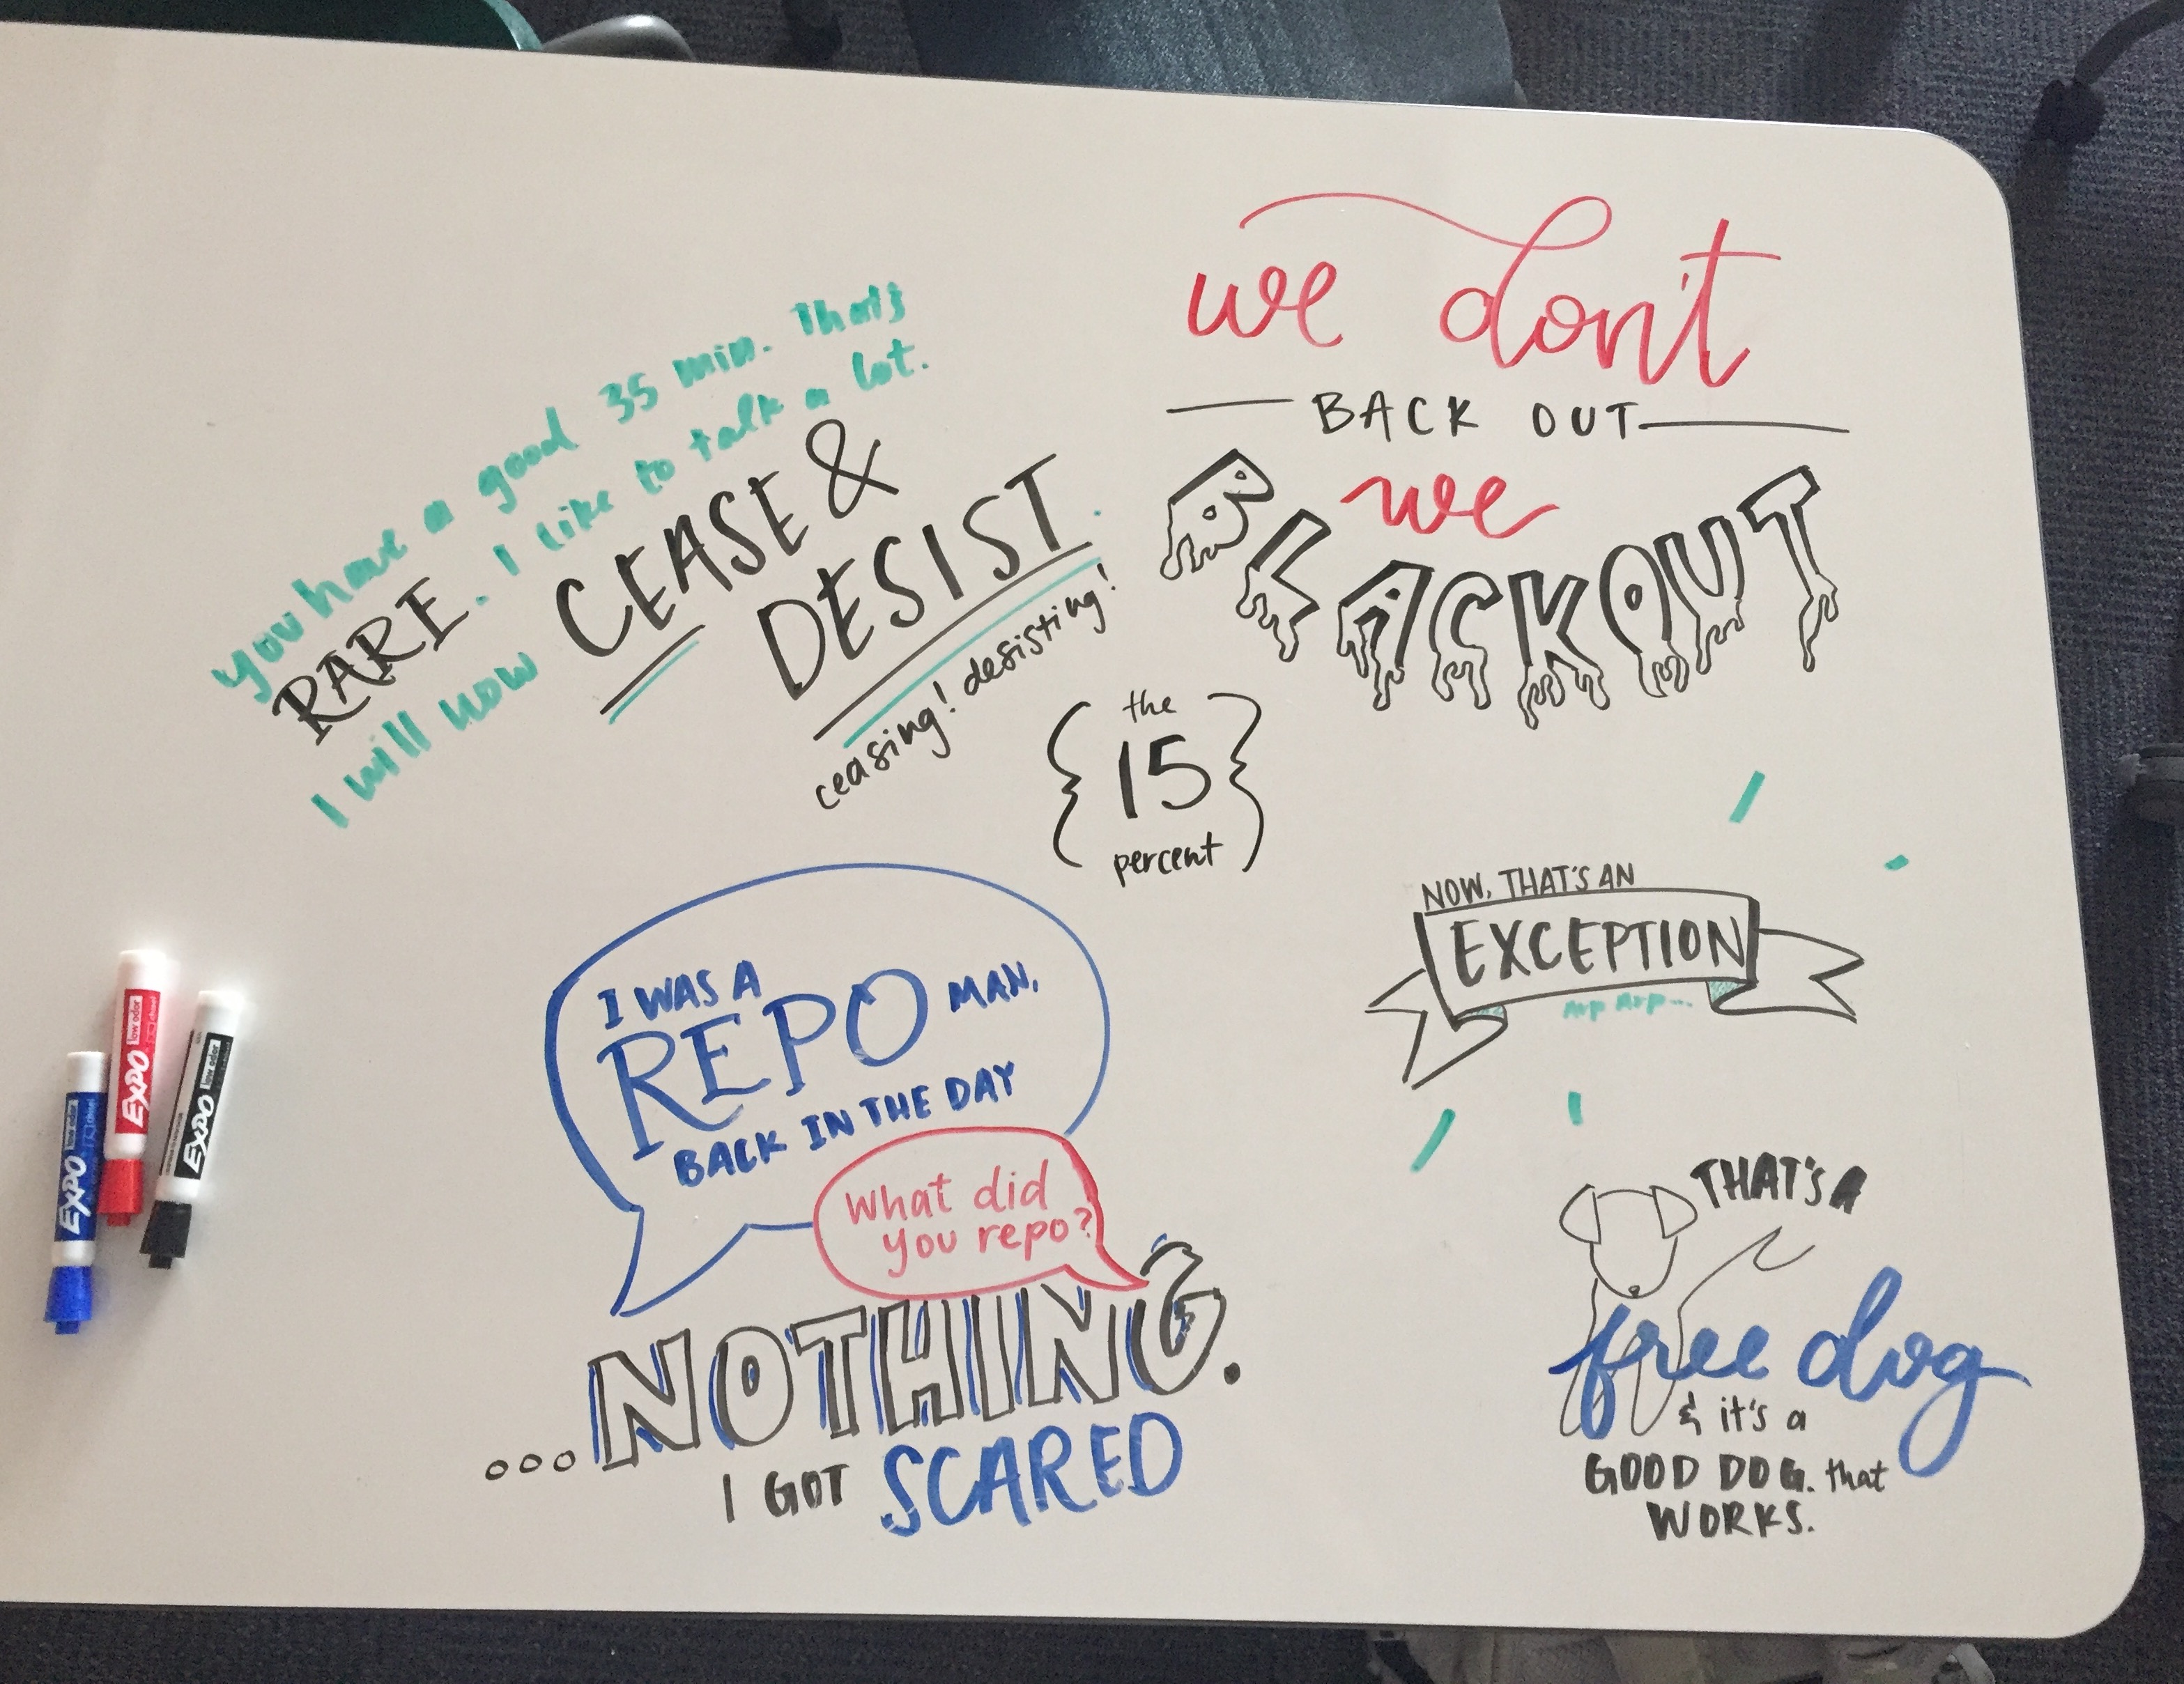 you have a good 35 min. That's
RARE. I like to talk a lot.
I will now CEASE &
DESIST.
ceasing! desisting!
we don't
BACK OUT
we
BLACKOUT
the
15
percent
NOW, THAT'S AN
EXCEPTION
I WAS A
REPO MAN,
BACK IN THE DAY
What did
you repo?
...NOTHING.
I GOT SCARED
THAT'S A
free dog
& it's a
GOOD DOG. that
WORKS.
EXPO low odor
EXPO low odor
EXPO low odor